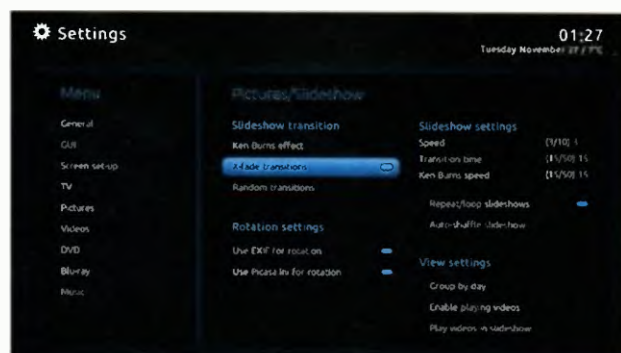 Settings
01:27
Tuesday November
Menu
General
GUI
Screen set-up
TV
Pictures
Videos
DVD
Blu-ray
Music
Pictures/Slideshow
Slideshow transition
Ken Burns effect
X-fade transitions
Random transitions
Rotation settings
Use EXIF for rotation
Use Picasa ini for rotation
Slideshow settings
Speed [1/10] 1
Transition time [15/50] 15
Ken Burns speed [15/50] 15
Repeat/loop slideshows
Auto-shuffle slideshow
View settings
Group by day
Enable playing videos
Play videos in slideshow